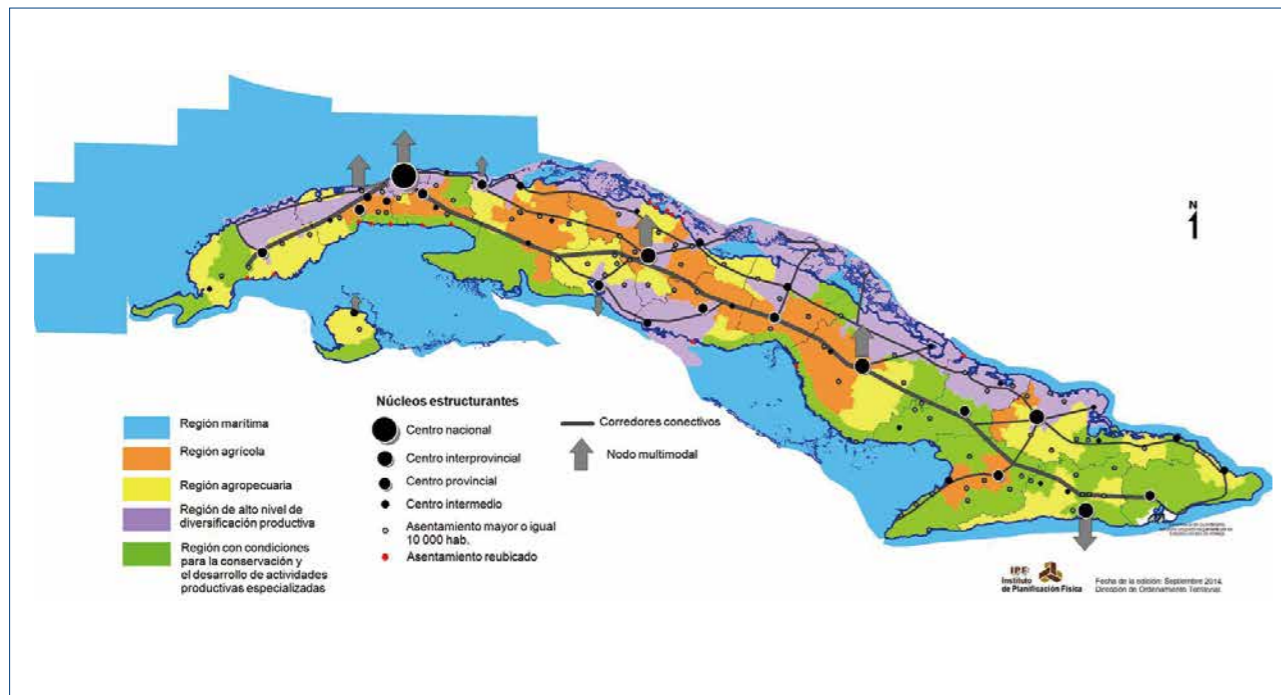 N
Núcleos estructurantes
Región marítima
Región agrícola
Región agropecuaria
Región de alto nivel de
diversificación productiva
Región con condiciones
para la conservación y
el desarrollo de actividades
productivas especializadas
Centro nacional
Centro interprovincial
Centro provincial
Centro intermedio
Asentamiento mayor o igual
10 000 hab.
Asentamiento reubicado
Corredores conectivos
Nodo multimodal
IPF
Instituto
de Planificación Física
Fecha de la edición: Septiembre 2014.
Dirección de Ordenamiento Territorial.